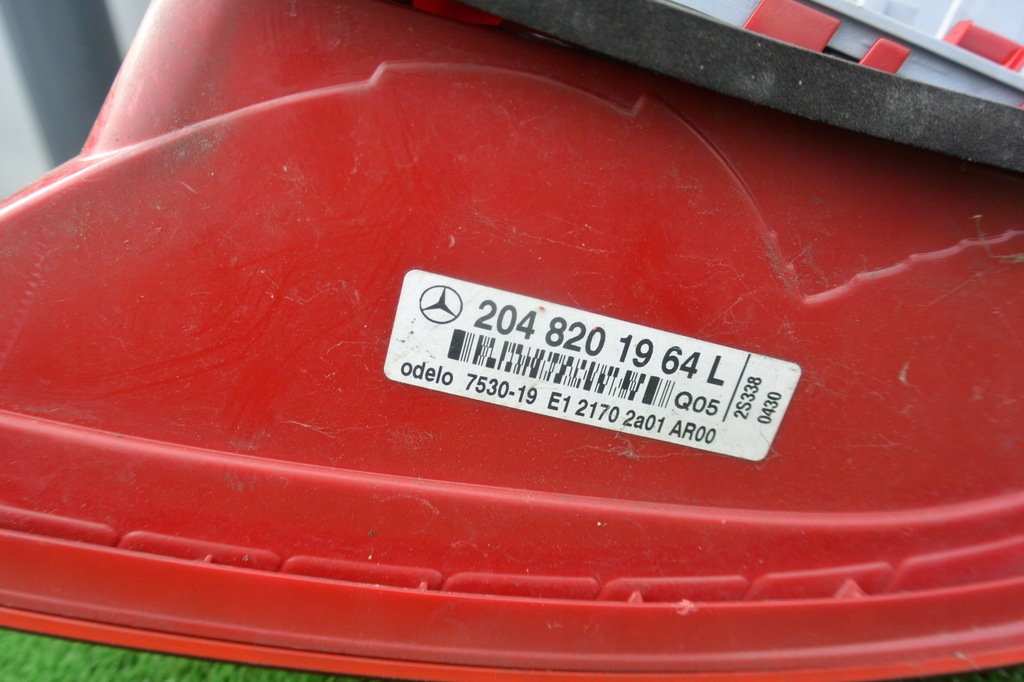 204 820 19 64 L
Q05
odelo 7530-19 E1 2170 2a01 AR00
2S338
0430